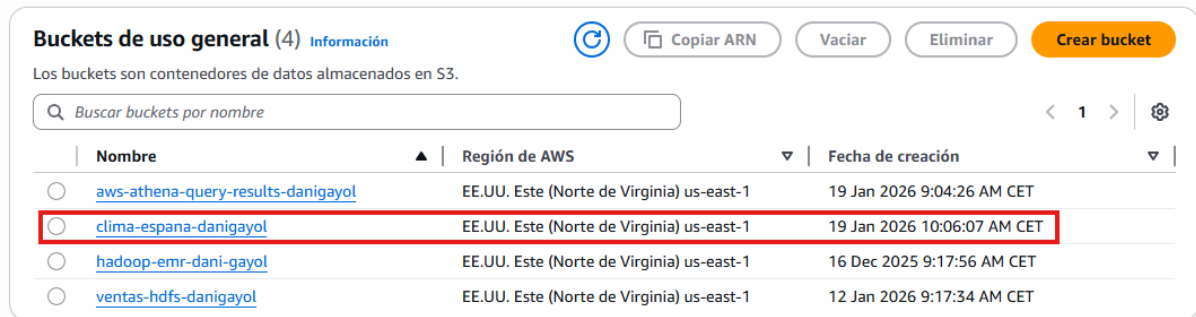 Buckets de uso general (4) Información
Copiar ARN
Vaciar
Eliminar
Crear bucket
Los buckets son contenedores de datos almacenados en S3.
Buscar buckets por nombre
1
Nombre Región de AWS Fecha de creación
aws-athena-query-results-danigayol EE.UU. Este (Norte de Virginia) us-east-1 19 Jan 2026 9:04:26 AM CET
clima-espana-danigayol EE.UU. Este (Norte de Virginia) us-east-1 19 Jan 2026 10:06:07 AM CET
hadoop-emr-dani-gayol EE.UU. Este (Norte de Virginia) us-east-1 16 Dec 2025 9:17:56 AM CET
ventas-hdfs-danigayol EE.UU. Este (Norte de Virginia) us-east-1 12 Jan 2026 9:17:34 AM CET